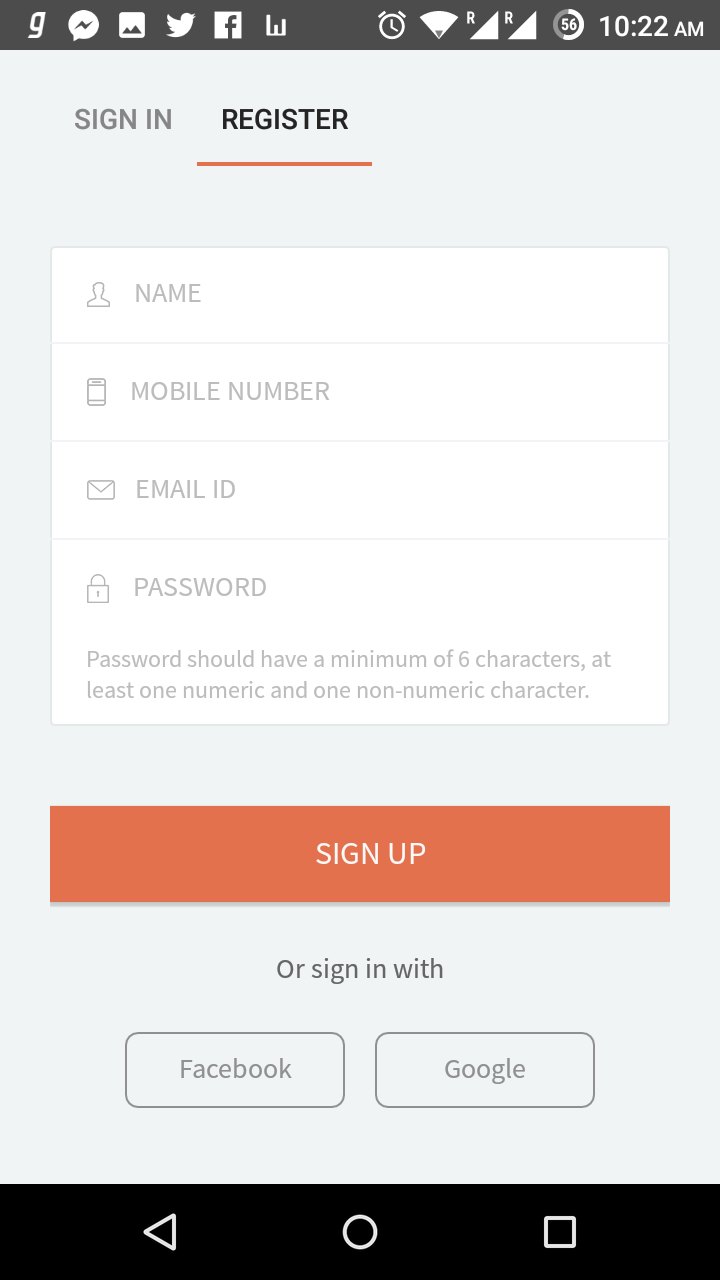 R R 56 10:22 AM
SIGN IN REGISTER
NAME
MOBILE NUMBER
EMAIL ID
PASSWORD
Password should have a minimum of 6 characters, at
least one numeric and one non-numeric character.
SIGN UP
Or sign in with
Facebook Google